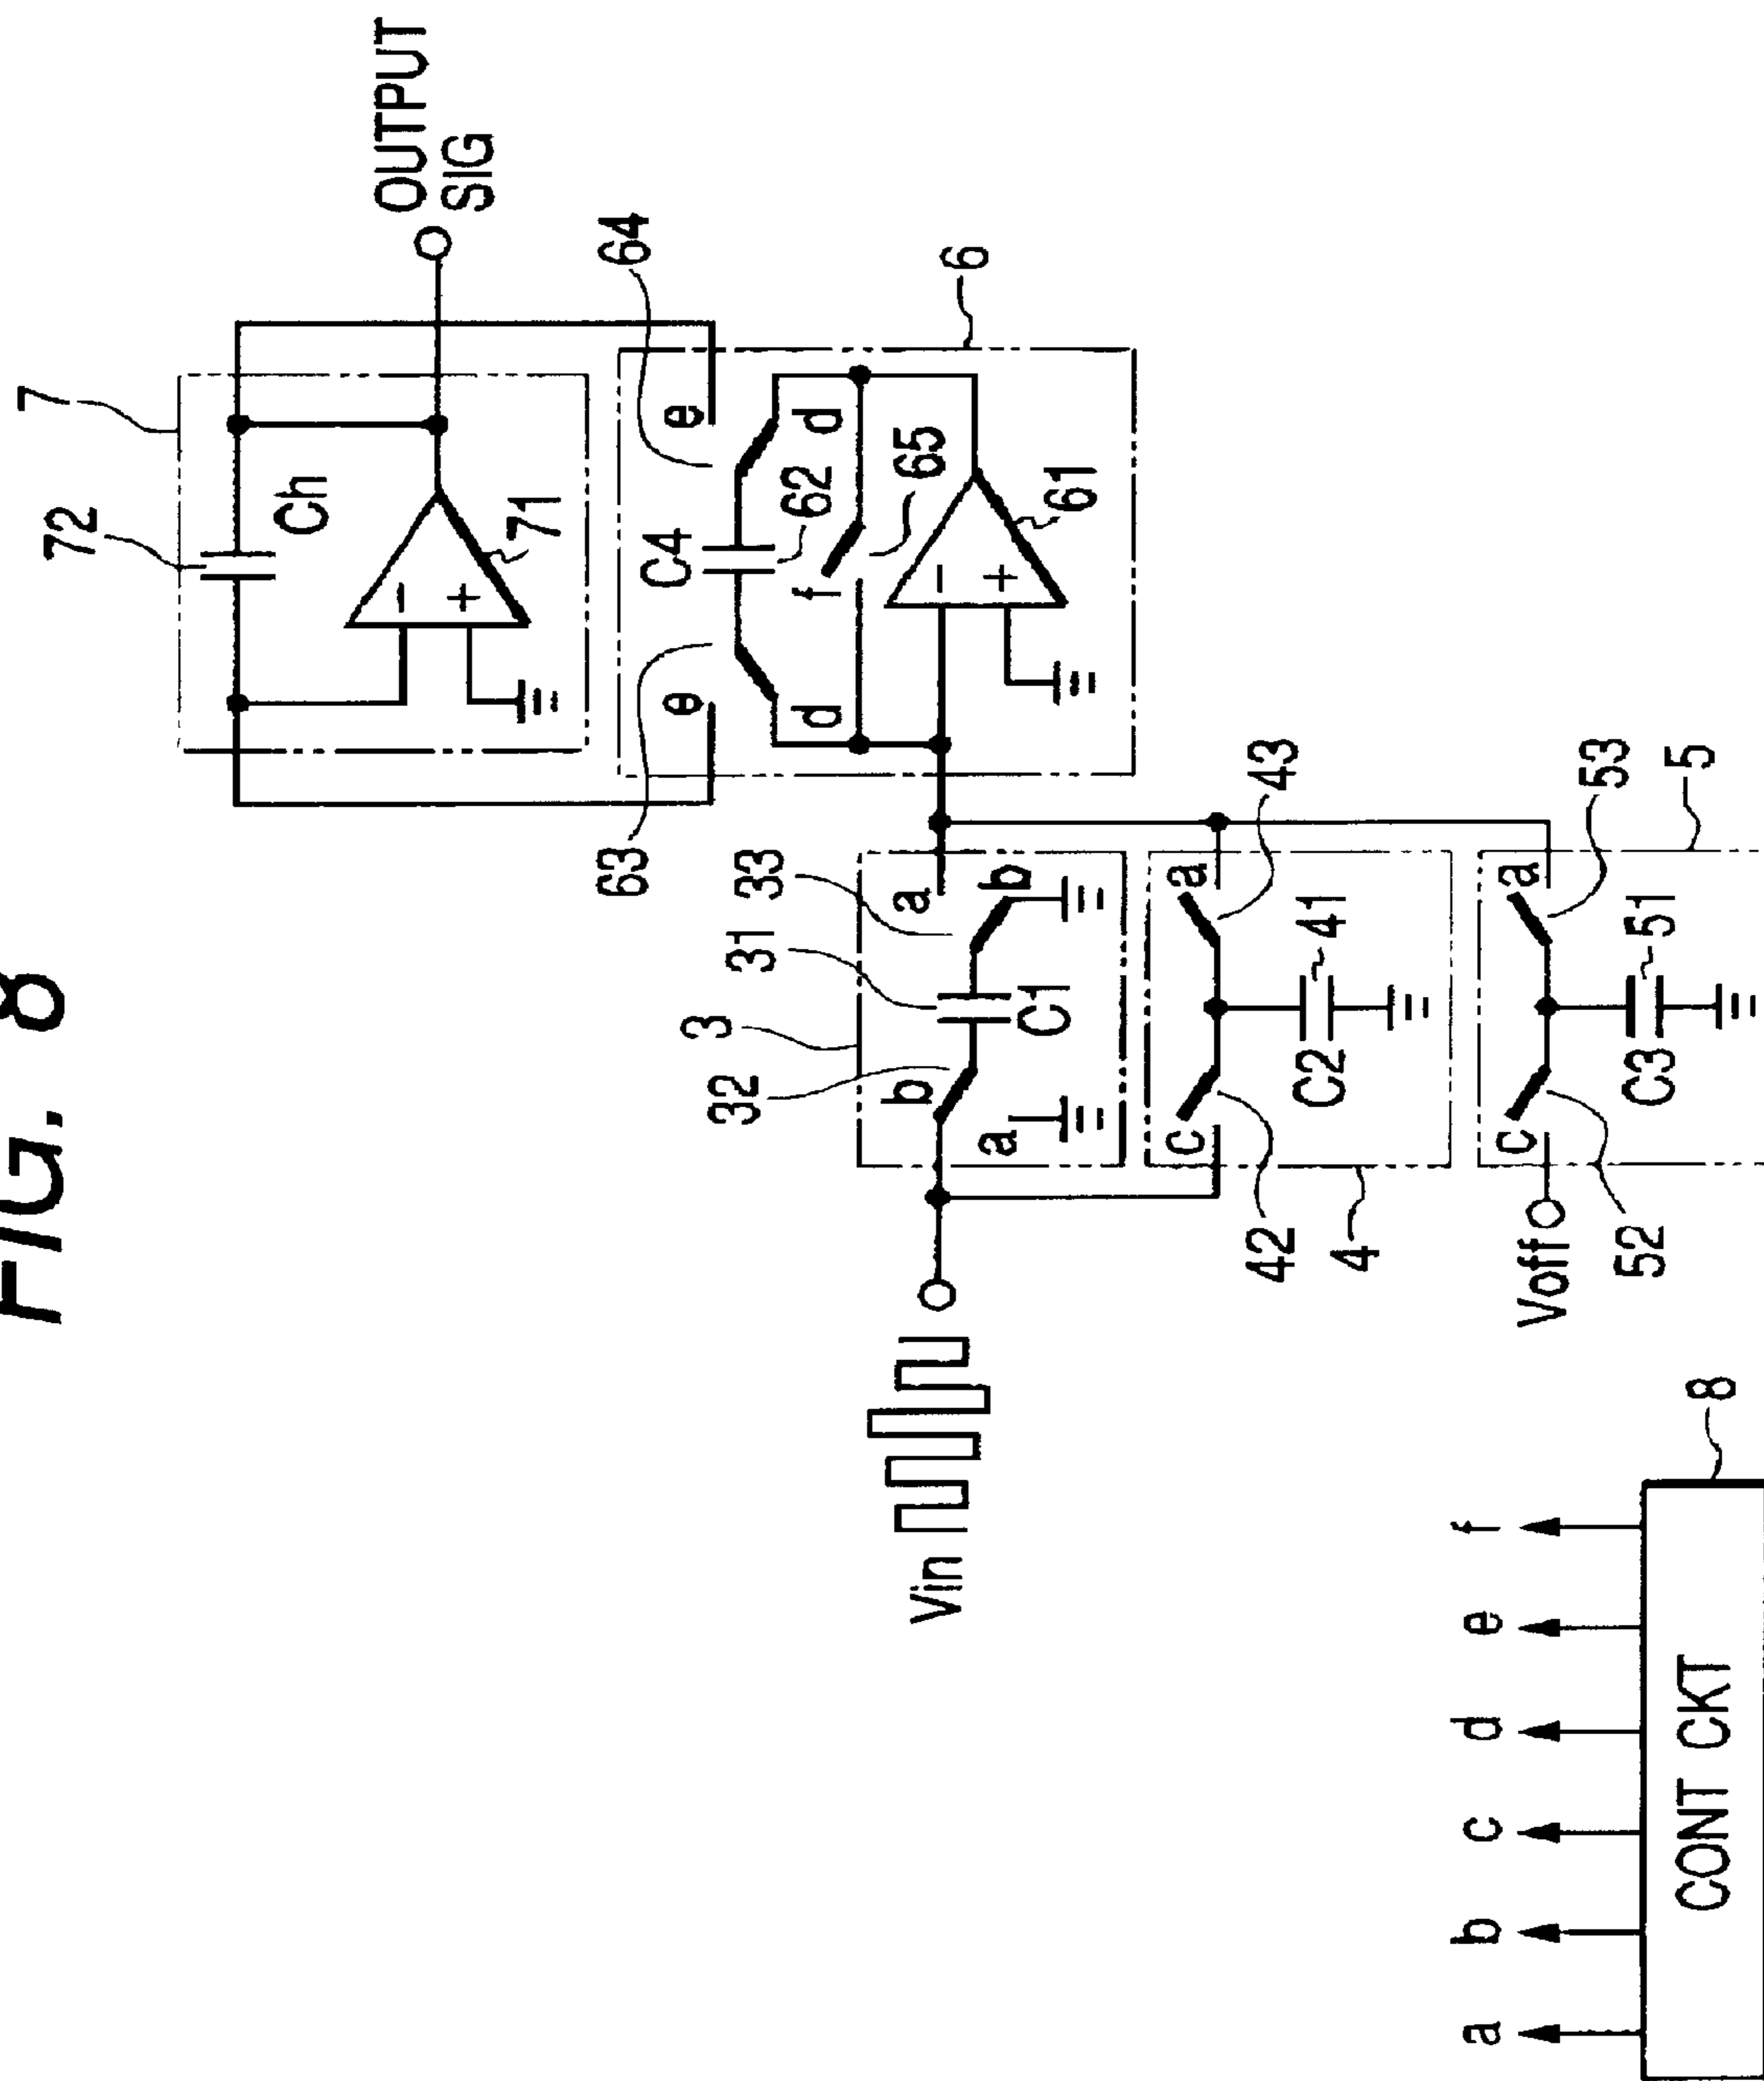 FIG. 8
7
72
Ch
71
OUTPUT
SIG
64
e
e
C4
d
d
62
f
65
63
6
61
-
+
-
+
3
31
33
32
b
a
C1
a
b
Vin
43
a
c
41
C2
42
4
53
5
a
c
51
C3
52
Voff
a b c d e f
CONT CKT
8